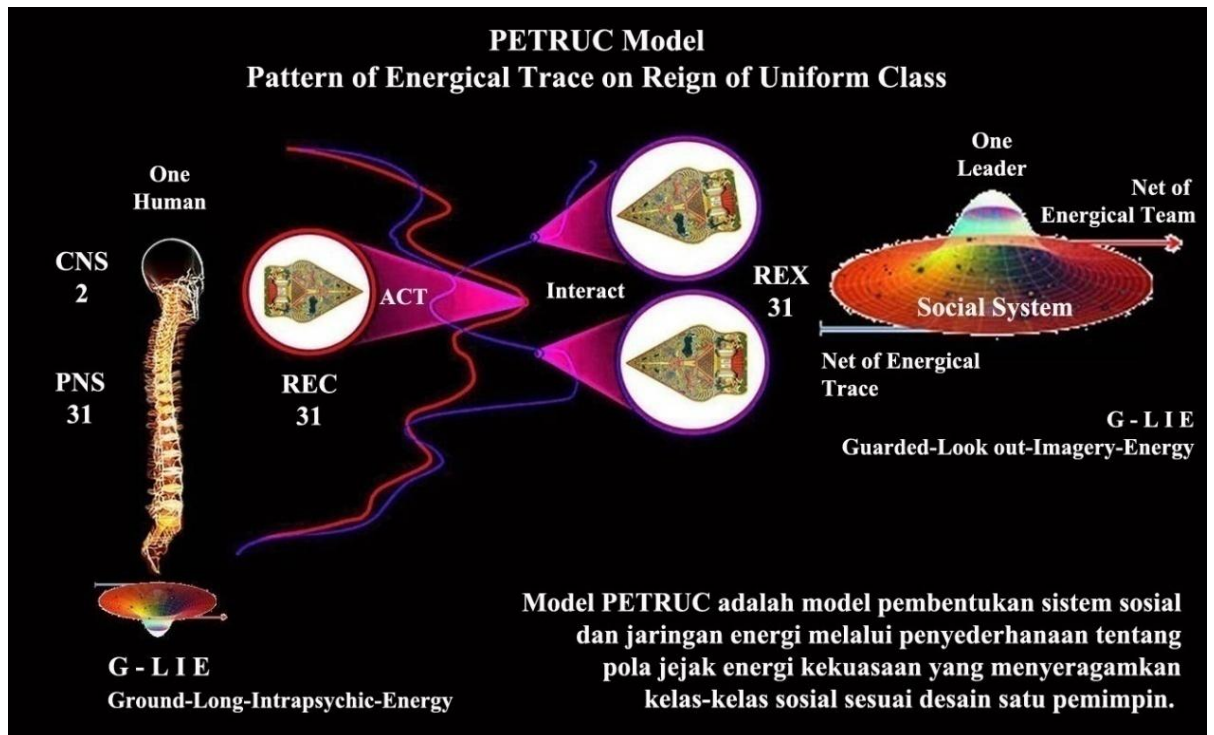 PETRUC Model
Pattern of Energical Trace on Reign of Uniform Class
One
Human
CNS
2
PNS
31
G - L I E
Ground-Long-Intrapsychic-Energy
ACT
REC
31
Interact
REX
31
One
Leader
Net of
Energical Team
Social System
Net of Energical
Trace
G - L I E
Guarded-Look out-Imagery-Energy
Model PETRUC adalah model pembentukan sistem sosial
dan jaringan energi melalui penyederhanaan tentang
pola jejak energi kekuasaan yang menyeragamkan
kelas-kelas sosial sesuai desain satu pemimpin.